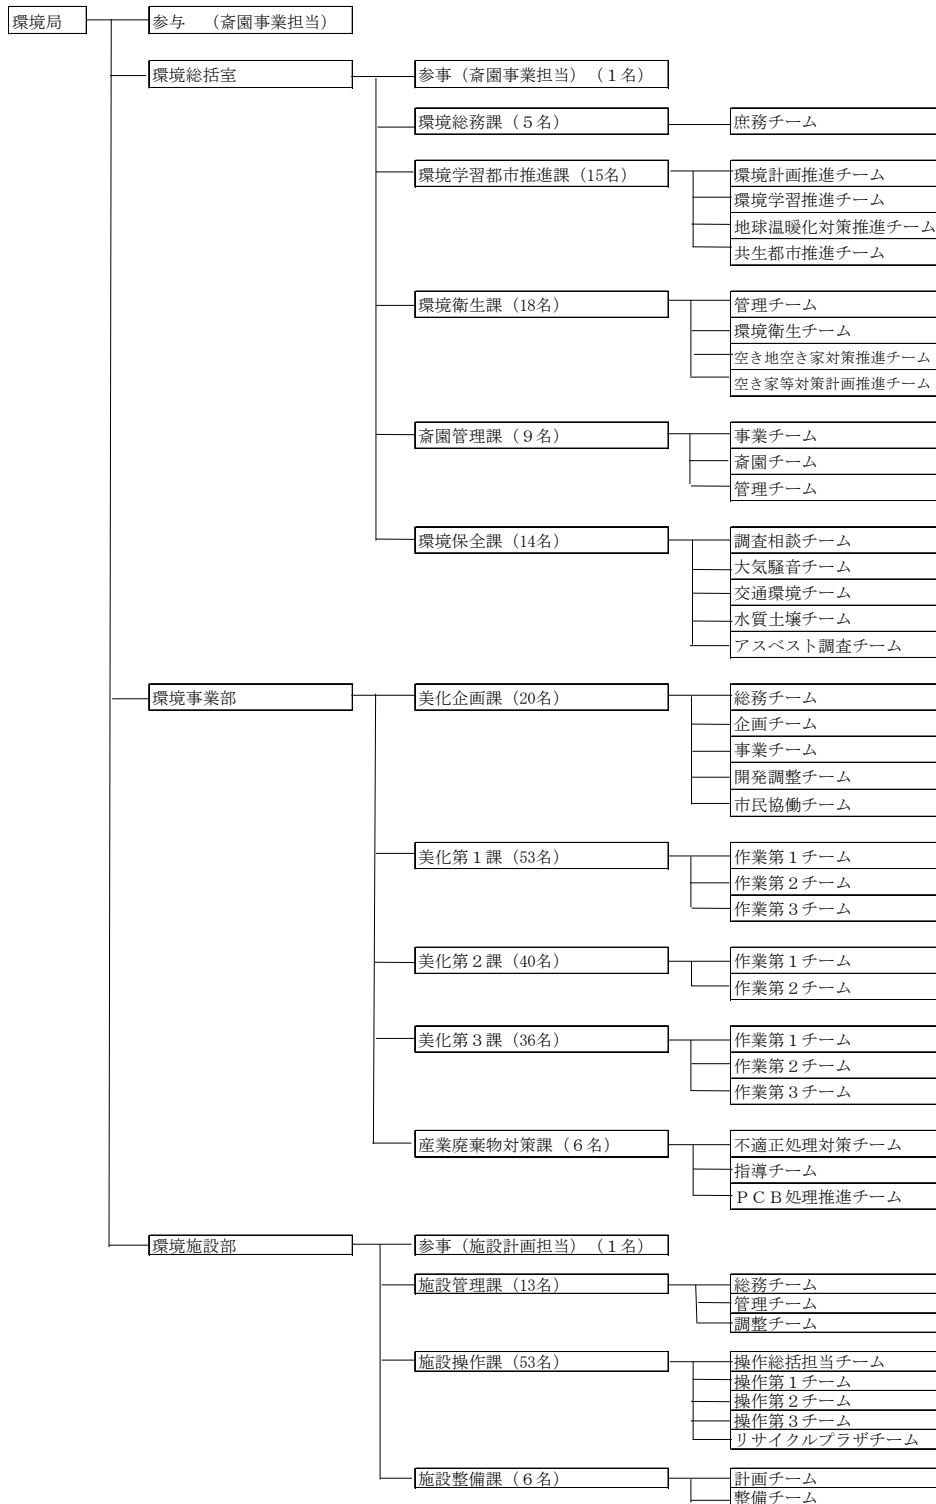 環境局
参与　（斎園事業担当）
環境総括室
参事（斎園事業担当）（１名）
環境総務課（５名）
庶務チーム
環境学習都市推進課（15名）
環境計画推進チーム
環境学習推進チーム
地球温暖化対策推進チーム
共生都市推進チーム
環境衛生課（18名）
管理チーム
環境衛生チーム
空き地空き家対策推進チーム
空き家等対策計画推進チーム
斎園管理課（９名）
事業チーム
斎園チーム
管理チーム
環境保全課（14名）
調査相談チーム
大気騒音チーム
交通環境チーム
水質土壌チーム
アスベスト調査チーム
環境事業部
美化企画課（20名）
総務チーム
企画チーム
事業チーム
開発調整チーム
市民協働チーム
美化第１課（53名）
作業第１チーム
作業第２チーム
作業第３チーム
美化第２課（40名）
作業第１チーム
作業第２チーム
美化第３課（36名）
作業第１チーム
作業第２チーム
作業第３チーム
産業廃棄物対策課（６名）
不適正処理対策チーム
指導チーム
ＰＣＢ処理推進チーム
環境施設部
参事（施設計画担当）（１名）
施設管理課（13名）
総務チーム
管理チーム
調整チーム
施設操作課（53名）
操作総括担当チーム
操作第１チーム
操作第２チーム
操作第３チーム
リサイクルプラザチーム
施設整備課（６名）
計画チーム
整備チーム